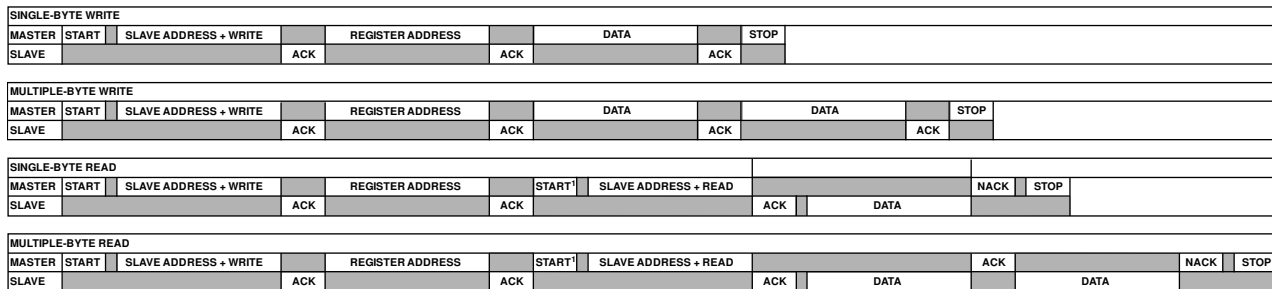 SINGLE-BYTE WRITE
MASTER START SLAVE ADDRESS + WRITE REGISTER ADDRESS DATA STOP
SLAVE ACK ACK ACK
MULTIPLE-BYTE WRITE
MASTER START SLAVE ADDRESS + WRITE REGISTER ADDRESS DATA DATA STOP
SLAVE ACK ACK ACK ACK
SINGLE-BYTE READ
MASTER START SLAVE ADDRESS + WRITE REGISTER ADDRESS START¹ SLAVE ADDRESS + READ NACK STOP
SLAVE ACK ACK ACK DATA
MULTIPLE-BYTE READ
MASTER START SLAVE ADDRESS + WRITE REGISTER ADDRESS START¹ SLAVE ADDRESS + READ ACK NACK STOP
SLAVE ACK ACK ACK DATA DATA